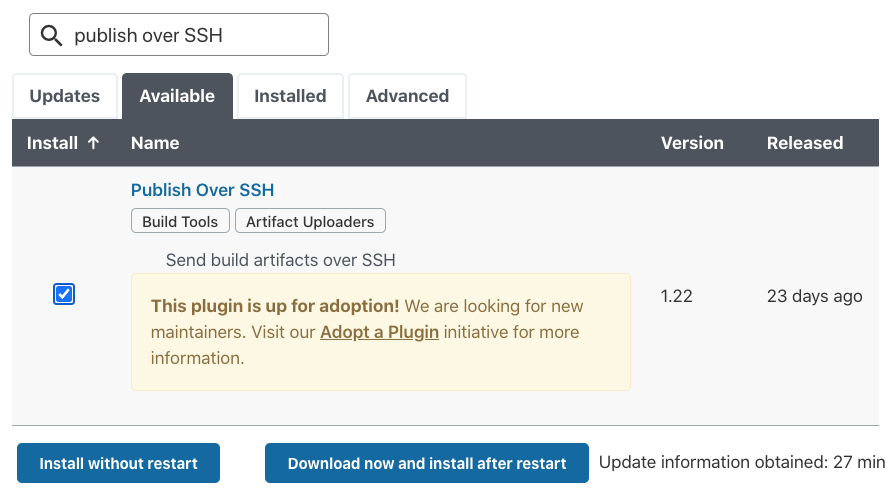 publish over SSH
Updates Available Installed Advanced
Install ↑ Name Version Released
Publish Over SSH
Build Tools Artifact Uploaders
Send build artifacts over SSH
This plugin is up for adoption! We are looking for new
maintainers. Visit our Adopt a Plugin initiative for more
information.
1.22 23 days ago
Install without restart Download now and install after restart Update information obtained: 27 min